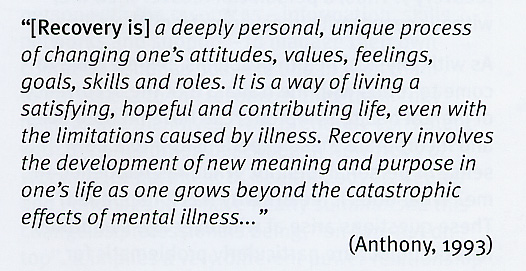 “[Recovery is] a deeply personal, unique process
of changing one’s attitudes, values, feelings,
goals, skills and roles. It is a way of living a
satisfying, hopeful and contributing life, even with
the limitations caused by illness. Recovery involves
the development of new meaning and purpose in
one’s life as one grows beyond the catastrophic
effects of mental illness...”
(Anthony, 1993)